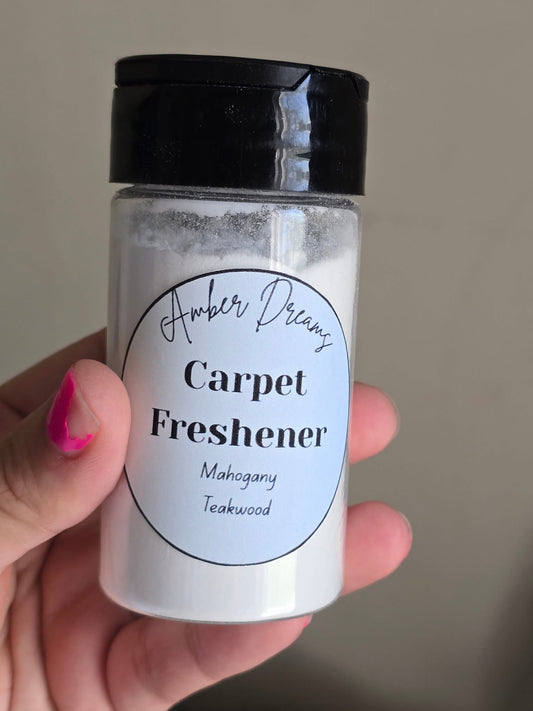 Amber Dreams
Carpet
Freshener
Mahogany
Teakwood